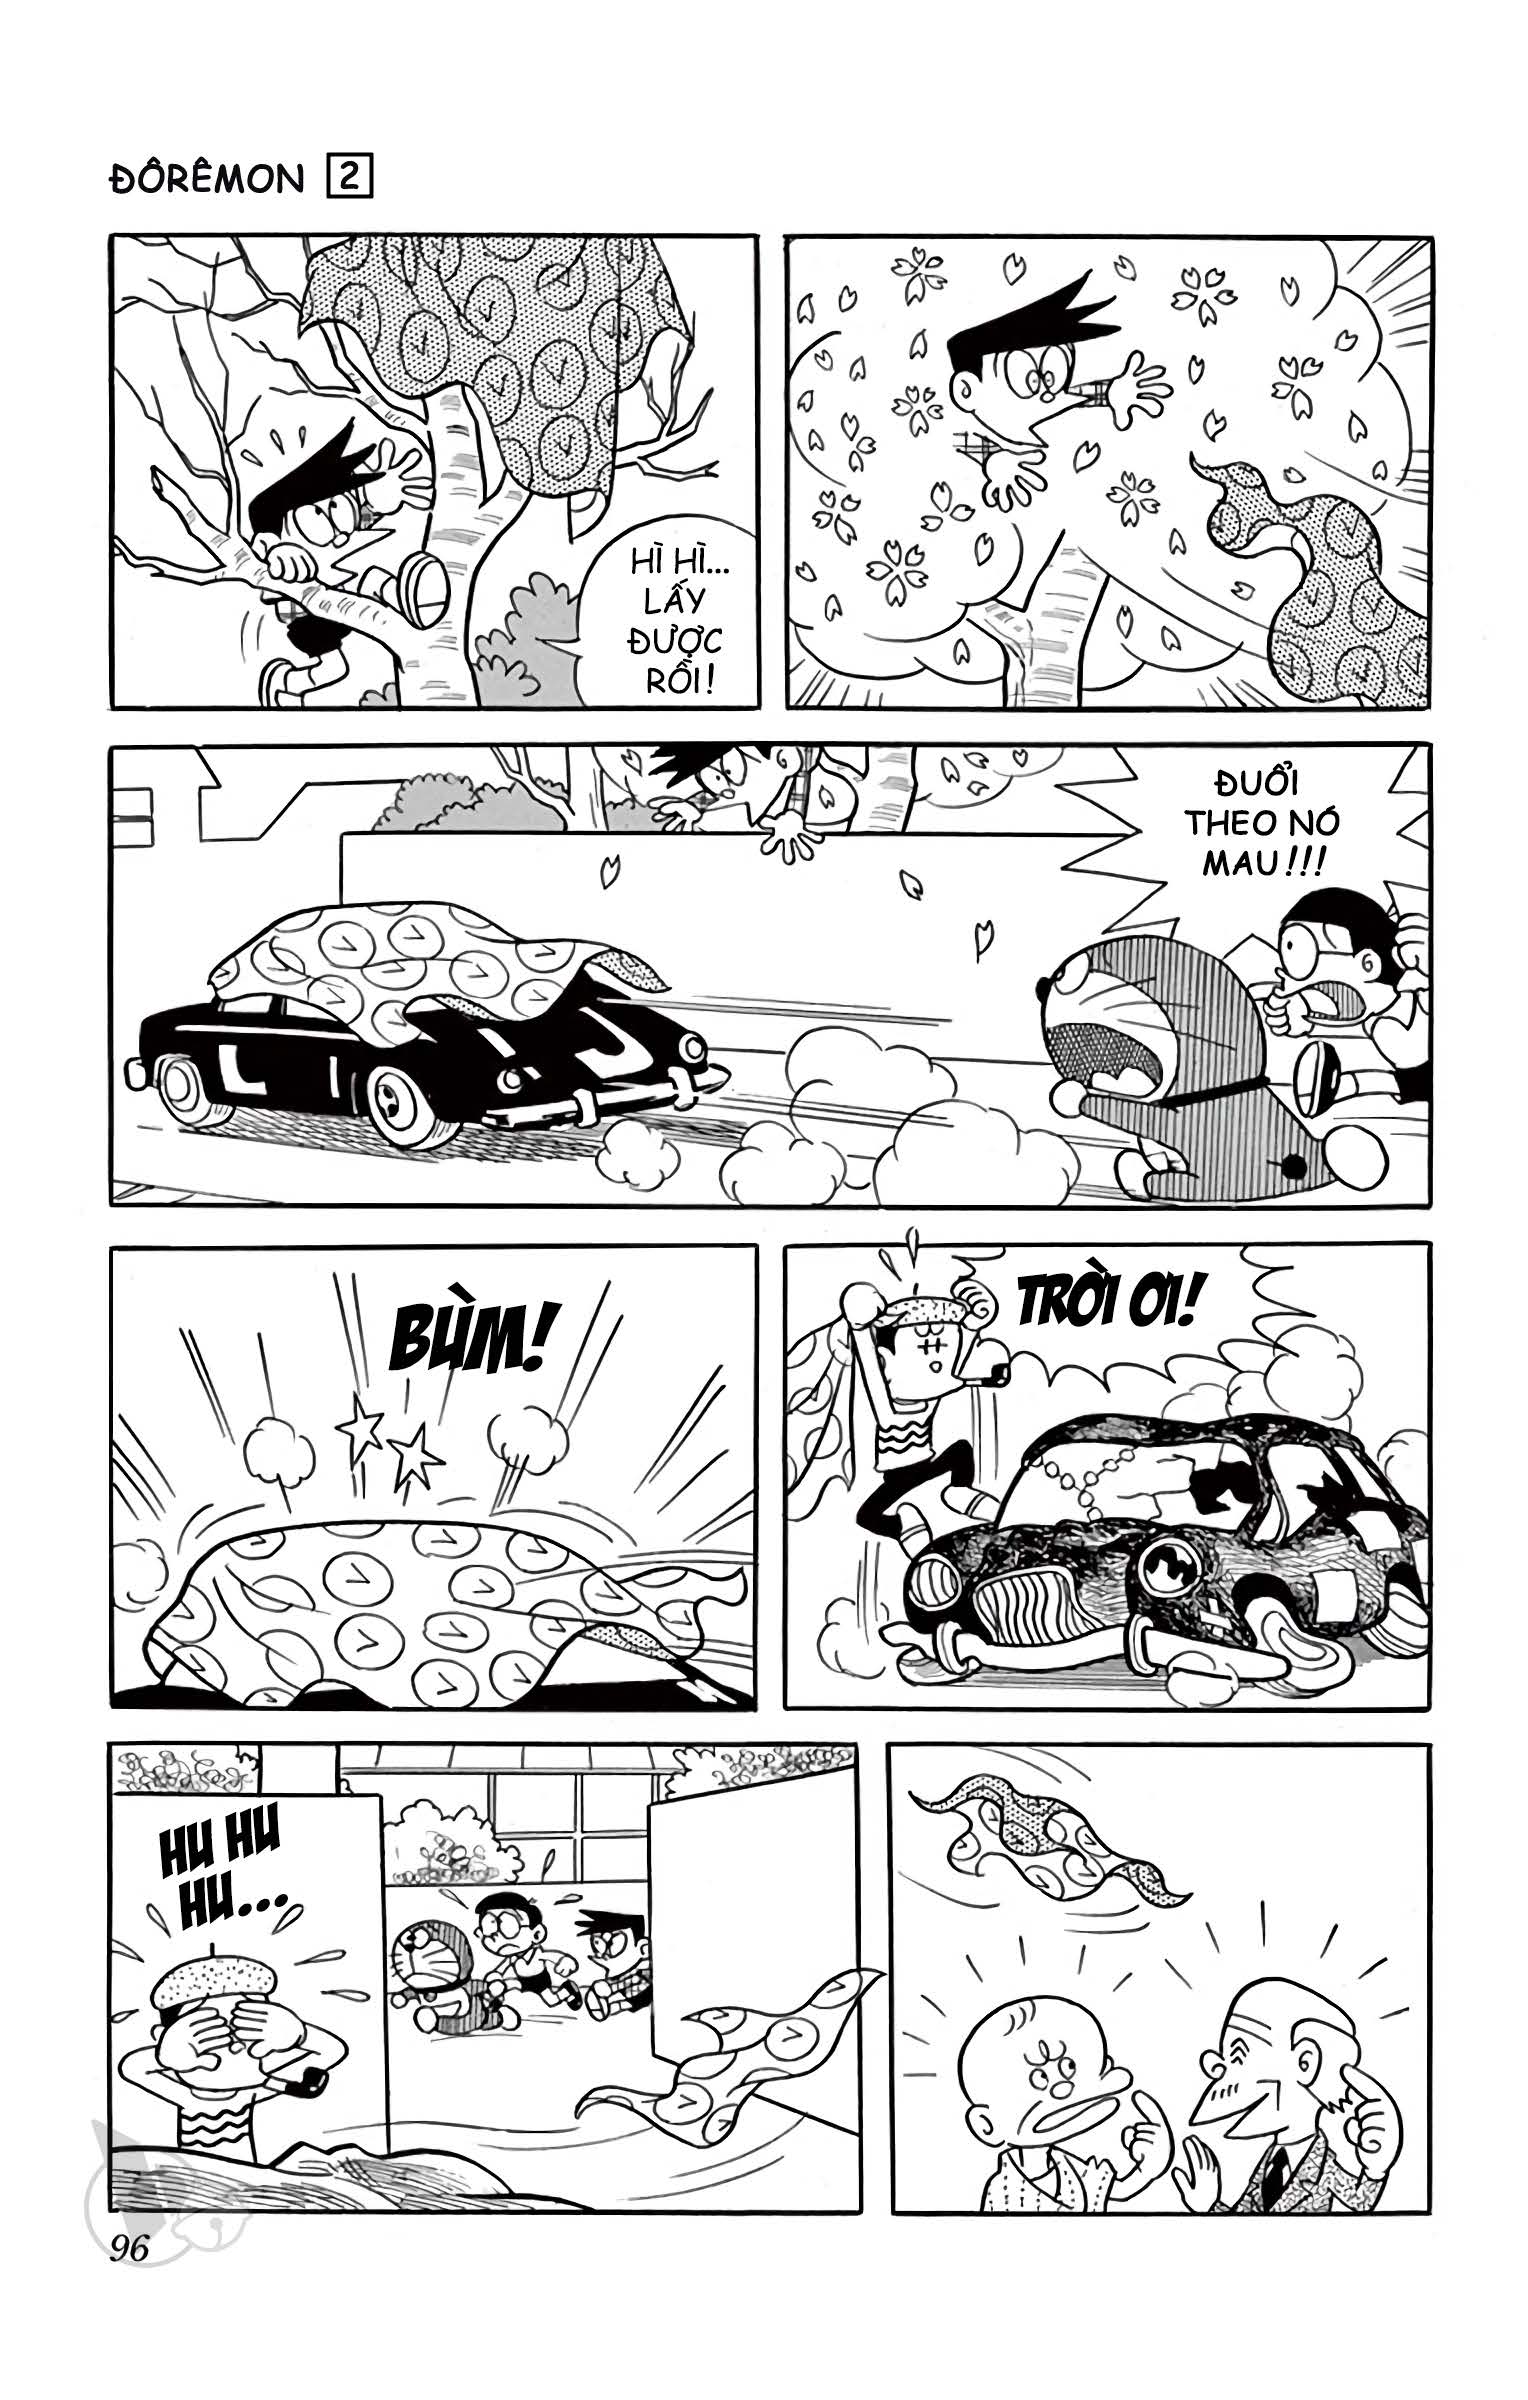 ĐÔRÊMON 2
HÌ HÌ...
LẤY
ĐƯỢC
RỒI!
ĐUỔI
THEO NÓ
MAU!!!
BÙM!
TRỜI ƠI!
HU HU
HU...
96